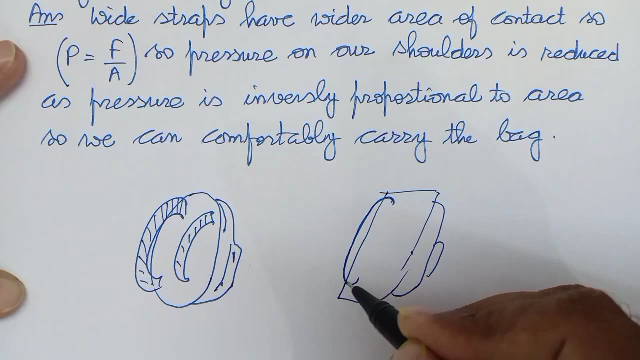 Ans Wide straps have wider area of contact so
(P = F/A) so pressure on our shoulders is reduced
as pressure is inversly propostional to area
so we can comfortably carry the bag.